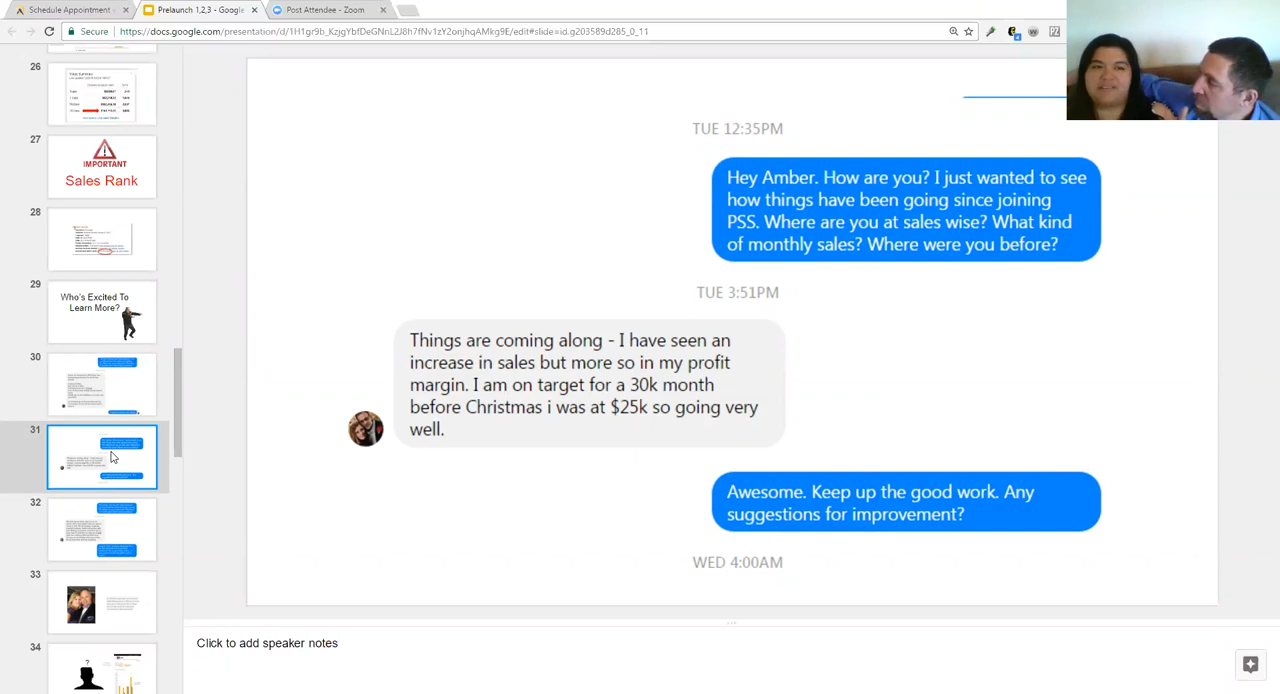 Schedule Appointment
Prelaunch 1,2,3 - Google
Post Attendee - Zoom
Secure
https://docs.google.com/presentation/d/1H1gr9b_KzjgYbfDeGNnL2J8h7fNv1zY2onjhqAMkg9E/edit#slide=id.g203589d285_0_11
26
27
IMPORTANT
Sales Rank
28
29
Who's Excited To
Learn More?
30
31
32
33
34
?
TUE 12:35PM
Hey Amber. How are you? I just wanted to see
how things have been going since joining
PSS. Where are you at sales wise? What kind
of monthly sales? Where were you before?
TUE 3:51PM
Things are coming along - I have seen an
increase in sales but more so in my profit
margin. I am on target for a 30k month
before Christmas i was at $25k so going very
well.
Awesome. Keep up the good work. Any
suggestions for improvement?
WED 4:00AM
Click to add speaker notes